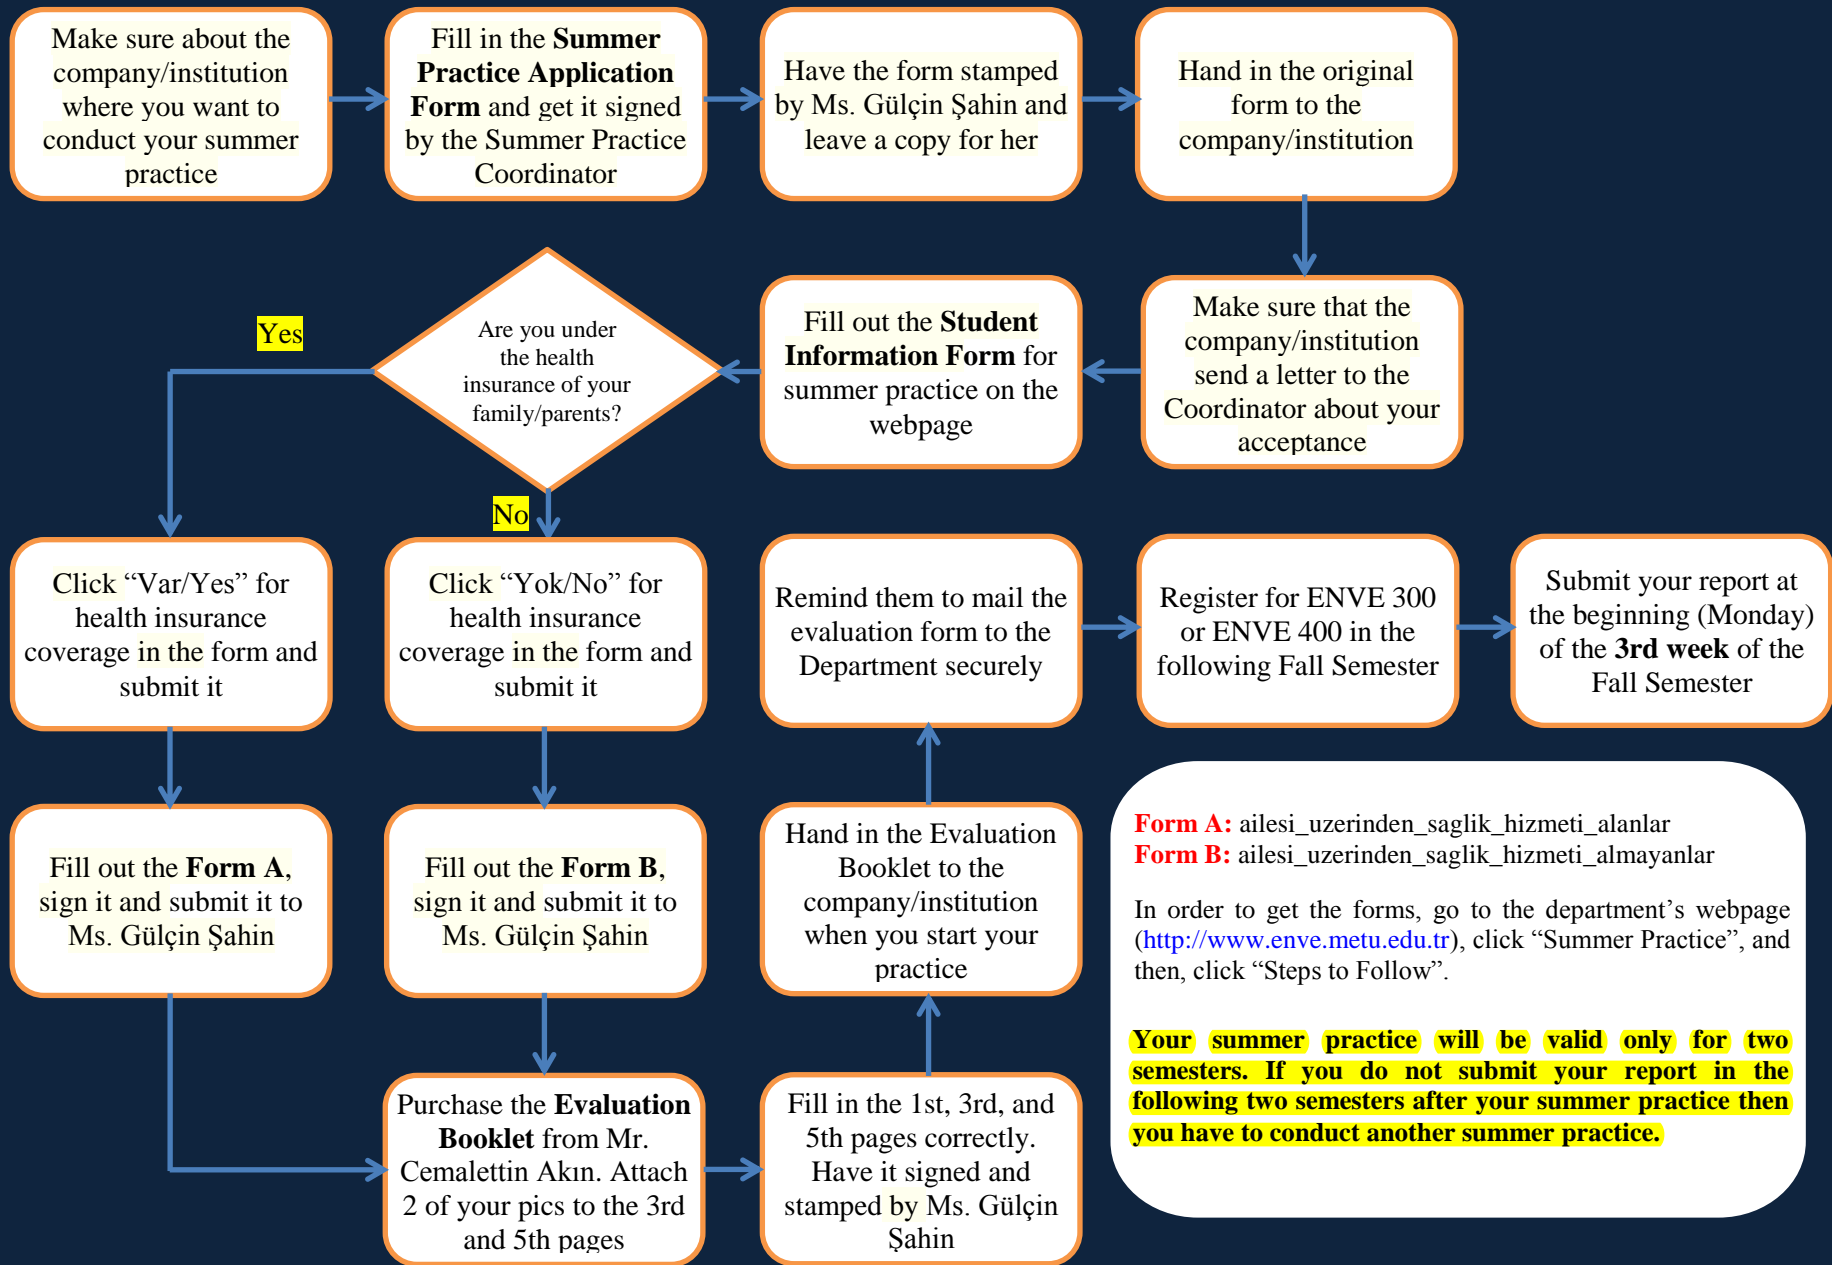 Make sure about the
company/institution
where you want to
conduct your summer
practice
Fill in the Summer
Practice Application
Form and get it signed
by the Summer Practice
Coordinator
Have the form stamped
by Ms. Gülçin Şahin and
leave a copy for her
Hand in the original
form to the
company/institution
Make sure that the
company/institution
send a letter to the
Coordinator about your
acceptance
Fill out the Student
Information Form for
summer practice on the
webpage
Are you under
the health
insurance of your
family/parents?
Yes
No
Click “Var/Yes” for
health insurance
coverage in the form and
submit it
Click “Yok/No” for
health insurance
coverage in the form and
submit it
Fill out the Form A,
sign it and submit it to
Ms. Gülçin Şahin
Fill out the Form B,
sign it and submit it to
Ms. Gülçin Şahin
Purchase the Evaluation
Booklet from Mr.
Cemalettin Akın. Attach
2 of your pics to the 3rd
and 5th pages
Fill in the 1st, 3rd, and
5th pages correctly.
Have it signed and
stamped by Ms. Gülçin
Şahin
Hand in the Evaluation
Booklet to the
company/institution
when you start your
practice
Remind them to mail the
evaluation form to the
Department securely
Register for ENVE 300
or ENVE 400 in the
following Fall Semester
Submit your report at
the beginning (Monday)
of the 3rd week of the
Fall Semester
Form A: ailesi_uzerinden_saglik_hizmeti_alanlar
Form B: ailesi_uzerinden_saglik_hizmeti_almayanlar
In order to get the forms, go to the department’s webpage
(http://www.enve.metu.edu.tr), click “Summer Practice”, and
then, click “Steps to Follow”.
Your summer practice will be valid only for two
semesters. If you do not submit your report in the
following two semesters after your summer practice then
you have to conduct another summer practice.